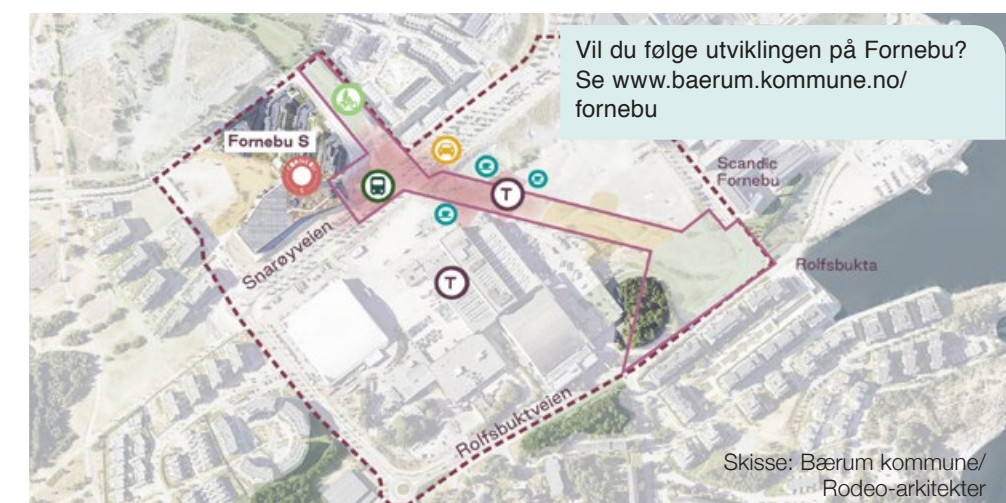 Vil du følge utviklingen på Fornebu?
Se www.baerum.kommune.no/
fornebu
Fornebu S
T
Scandic
Fornebu
Snarøyveien
T
Rolfsbukta
Rolfsbuktveien
Skisse: Bærum kommune/
Rodeo-arkitekter